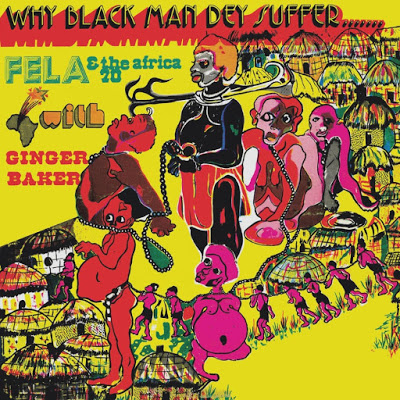 WHY BLACK MAN DEY SUFFER.......
FELA & the africa
70
with
GINGER
BAKER